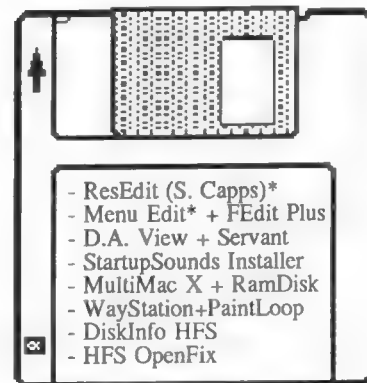 - ResEdit (S. Capps)*
- Menu Edit* + FEdit Plus
- D.A. View + Servant
- StartupSounds Installer
- MultiMac X + RamDisk
- WayStation+PaintLoop
- DiskInfo HFS
- HFS OpenFix